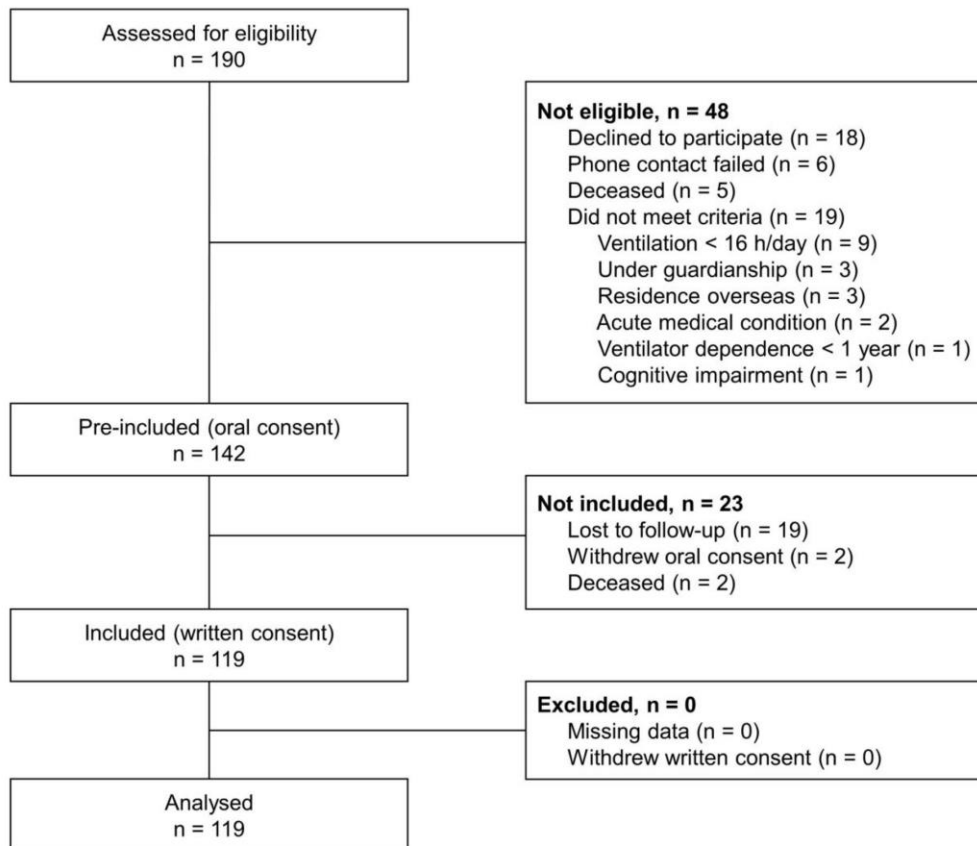 Assessed for eligibility
n = 190
Not eligible, n = 48
Declined to participate (n = 18)
Phone contact failed (n = 6)
Deceased (n = 5)
Did not meet criteria (n = 19)
Ventilation < 16 h/day (n = 9)
Under guardianship (n = 3)
Residence overseas (n = 3)
Acute medical condition (n = 2)
Ventilator dependence < 1 year (n = 1)
Cognitive impairment (n = 1)
Pre-included (oral consent)
n = 142
Not included, n = 23
Lost to follow-up (n = 19)
Withdrew oral consent (n = 2)
Deceased (n = 2)
Included (written consent)
n = 119
Excluded, n = 0
Missing data (n = 0)
Withdrew written consent (n = 0)
Analysed
n = 119